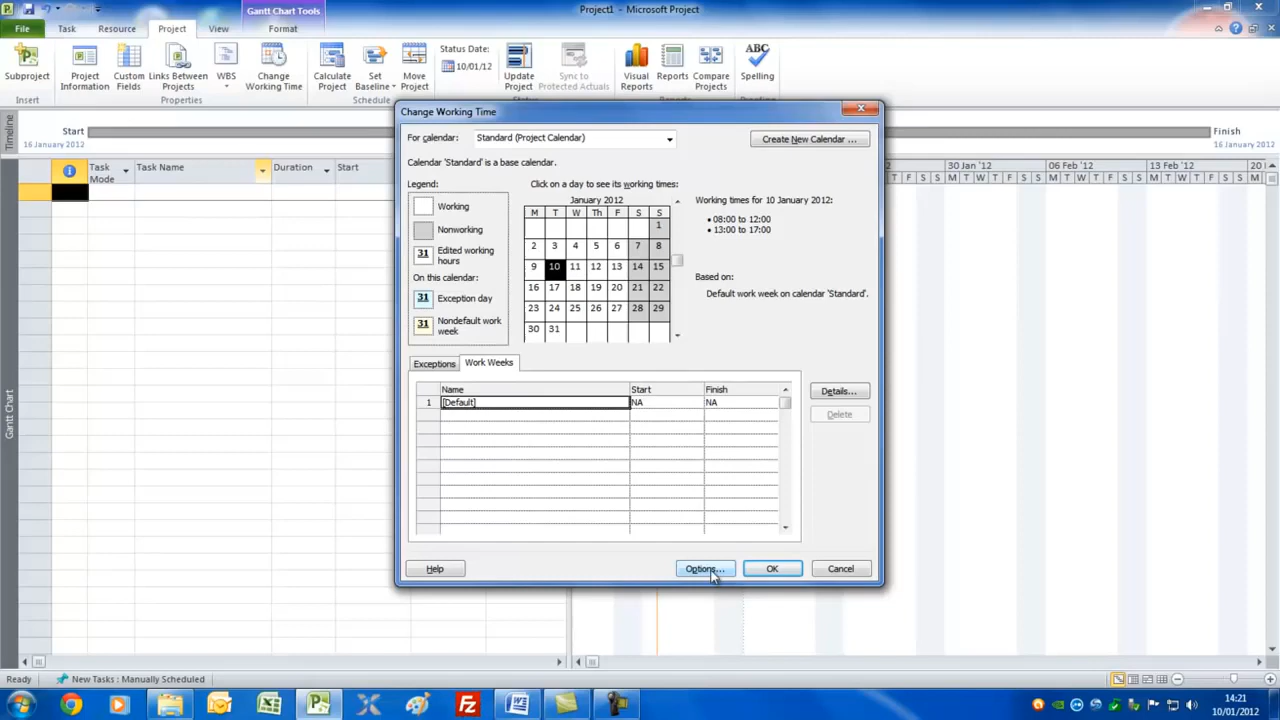 Gantt Chart Tools
Project1 – Microsoft Project
File Task Resource Project View Format
Subproject
Project Information
Custom Fields
Links Between Projects
WBS
Change Working Time
Calculate Project
Set Baseline
Move Project
Status Date:
10/01/12
Update Project
Sync to Protected Actuals
Visual Reports
Reports
Compare Projects
ABC
Spelling
Insert
Properties
Schedule
Timeline
Start
16 January 2012
Finish
16 January 2012
Task Mode
Task Name
Duration
Start
30 Jan '12 06 Feb '12 13 Feb '12 20
M T W T F S S M T W T F S S M T W T F S S M
Gantt Chart
Change Working Time
For calendar: Standard (Project Calendar)
Create New Calendar ...
Calendar 'Standard' is a base calendar.
Legend:
Working
Nonworking
31 Edited working hours
On this calendar:
31 Exception day
31 Nondefault work week
Click on a day to see its working times:
January 2012
M T W Th F S S
1
2 3 4 5 6 7 8
9 10 11 12 13 14 15
16 17 18 19 20 21 22
23 24 25 26 27 28 29
30 31
Working times for 10 January 2012:
• 08:00 to 12:00
• 13:00 to 17:00
Based on:
Default work week on calendar 'Standard'.
Exceptions Work Weeks
Name Start Finish
1 [Default] NA NA
Details...
Delete
Help
Options...
OK
Cancel
Ready New Tasks : Manually Scheduled
14:21
10/01/2012